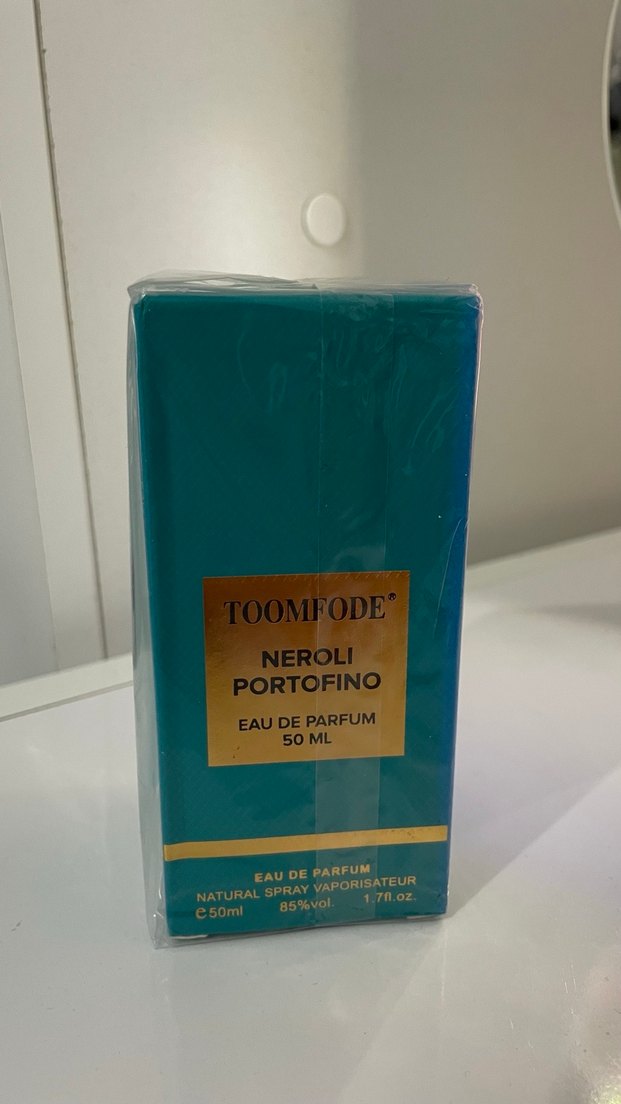 TOOMFODE®
NEROLI
PORTOFINO
EAU DE PARFUM
50 ML
EAU DE PARFUM
NATURAL SPRAY VAPORISATEUR
℮50ml 85%vol. 1.7fl.oz.